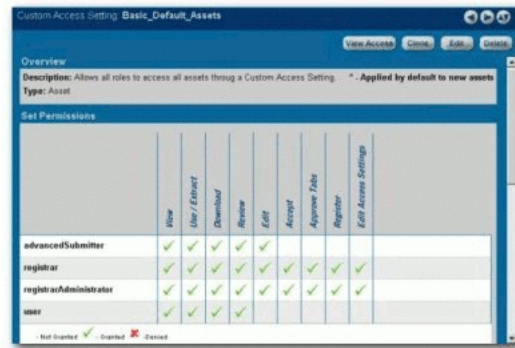 Custom Access Setting: Basic_Default_Assets
View Access Clone... Edit... Delete
Overview
Description: Allows all roles to access all assets throug a Custom Access Setting. * - Applied by default to new assets
Type: Asset
Set Permissions
View Use / Extract Download Review Edit Accept Approve Tabs Register Edit Access Settings
advancedSubmitter
registrar
registrarAdministrator
user
- Not Granted - Granted - Denied